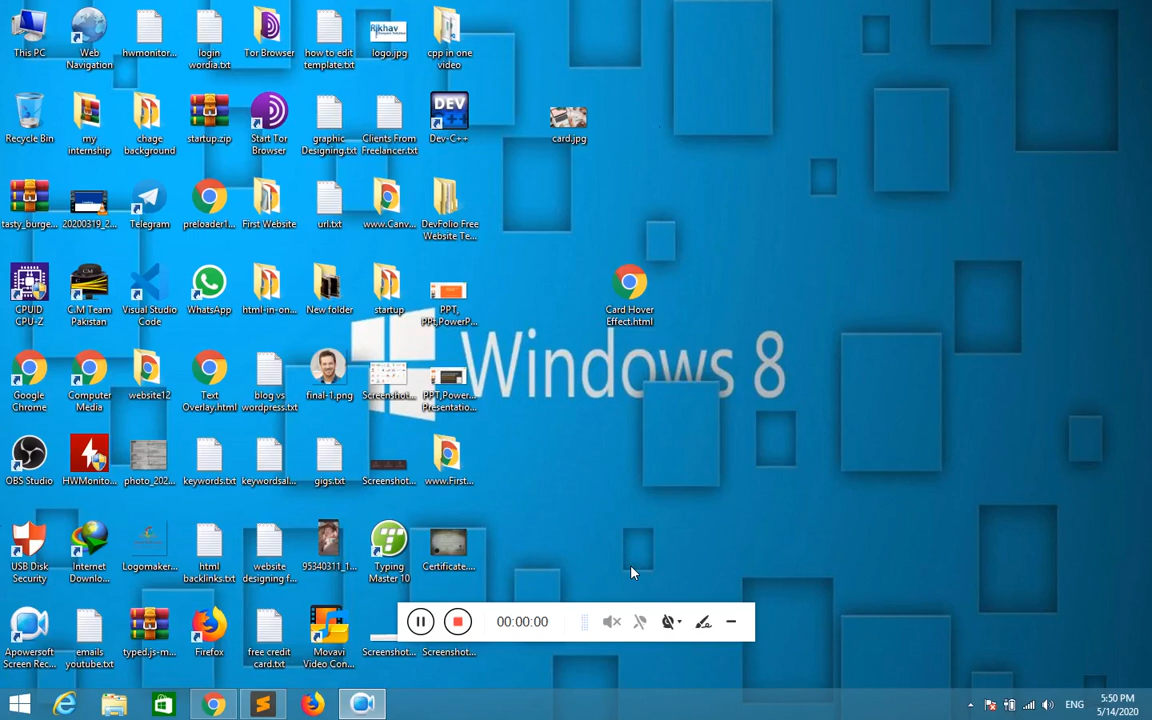 This PC
Web Navigation
hwmonitor...
login wordia.txt
Tor Browser
how to edit template.txt
Rikhav
logo.jpg
cpp in one video
Recycle Bin
my internship
chage background
startup.zip
Start Tor Browser
graphic Designing.txt
Clients From Freelancer.txt
DEV C++
Dev-C++
card.jpg
tasty_burge...
20200319_2...
Telegram
preloader1...
First Website
url.txt
www.Canv...
DevFolio Free Website Te...
CPUID CPU-Z
CM
C.M Team Pakistan
Visual Studio Code
WhatsApp
html-in-on...
New folder
startup
PPT, PPt,PowerP...
Card Hover Effect.html
Windows 8
Google Chrome
Computer Media
website12
Text Overlay.html
blog vs wordpress.txt
final-1.png
Screenshot...
PPT,Power... Presentatio...
OBS Studio
HWMonito...
photo_202...
keywords.txt
keywordsal...
gigs.txt
Screenshot...
www.First...
USB Disk Security
Internet Downlo...
Logomaker...
html backlinks.txt
website designing f...
95340311_1...
Typing Master 10
Certificate....
Apowersoft Screen Rec...
emails youtube.txt
typed.js-m...
Firefox
free credit card.txt
Movavi Video Con...
Screenshot...
Screenshot...
00:00:00
ENG
5:50 PM
5/14/2020